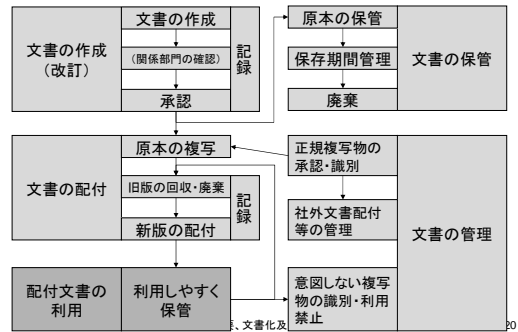 文書の作成
(改訂)
文書の作成
(関係部門の確認)
承認
記
録
原本の保管
保存期間管理
廃棄
文書の保管
文書の配付
原本の複写
旧版の回収・廃棄
新版の配付
記
録
正規複写物の
承認・識別
社外文書配付
等の管理
意図しない複写
物の識別・利用
禁止
文書の管理
配付文書の
利用
利用しやすく
保管
、文書化及
20